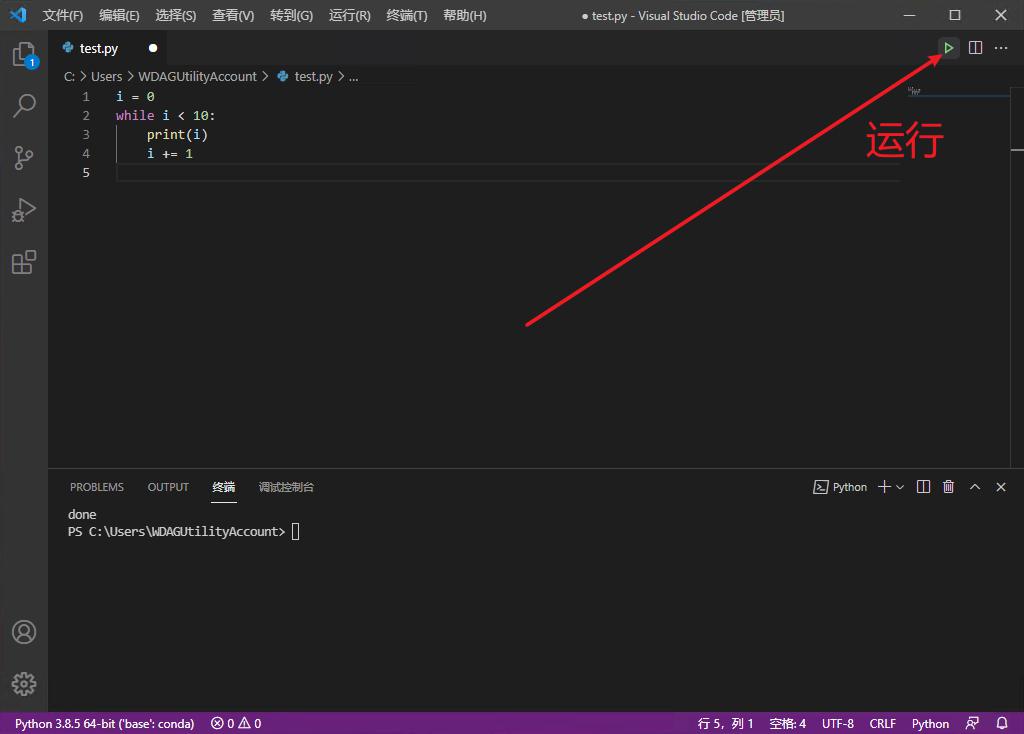 文件(F) 编辑(E) 选择(S) 查看(V) 转到(G) 运行(R) 终端(T) 帮助(H) ● test.py - Visual Studio Code [管理员]
test.py ●
1
C: > Users > WDAGUtilityAccount > test.py > ...
1 i = 0
2 while i < 10:
3 print(i)
4 i += 1
5
运行
PROBLEMS OUTPUT 终端 调试控制台 Python
done
PS C:\Users\WDAGUtilityAccount>
Python 3.8.5 64-bit ('base': conda) 0 0 行 5，列 1 空格: 4 UTF-8 CRLF Python